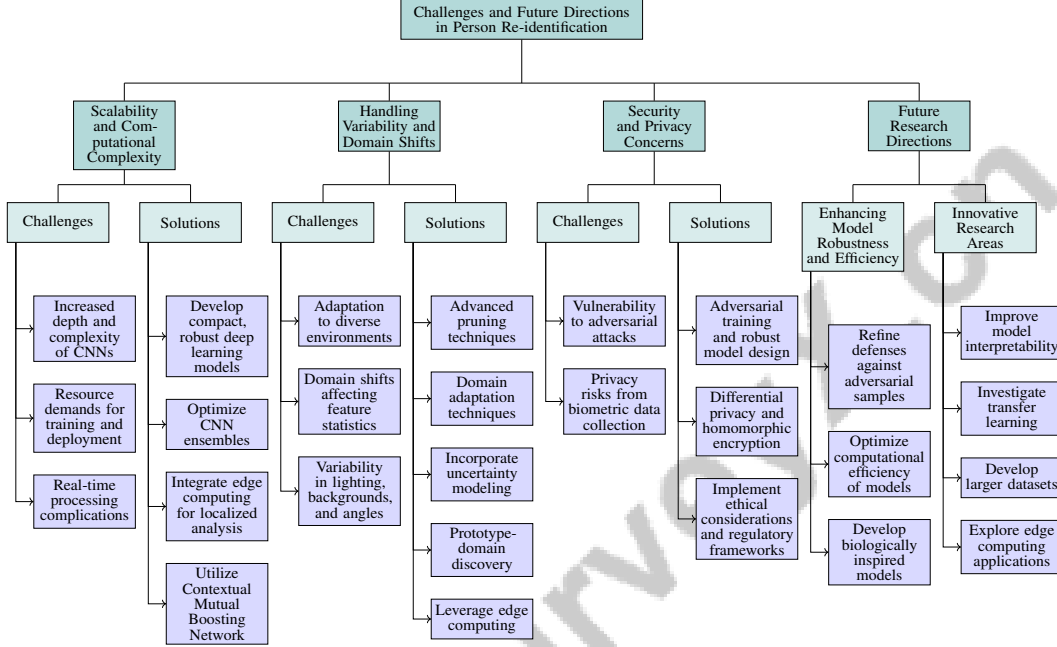 Challenges and Future Directions
in Person Re-identification
Scalability
and Com-
putational
Complexity
Handling
Variability and
Domain Shifts
Security
and Privacy
Concerns
Future
Research
Directions
Challenges
Solutions
Challenges
Solutions
Challenges
Solutions
Enhancing
Model
Robustness
and Efficiency
Innovative
Research
Areas
Increased
depth and
complexity
of CNNs
Resource
demands for
training and
deployment
Real-time
processing
complications
Develop
compact,
robust deep
learning
models
Optimize
CNN
ensembles
Integrate edge
computing
for localized
analysis
Utilize
Contextual
Mutual
Boosting
Network
Adaptation
to diverse
environments
Domain shifts
affecting
feature
statistics
Variability
in lighting,
backgrounds,
and angles
Advanced
pruning
techniques
Domain
adaptation
techniques
Incorporate
uncertainty
modeling
Prototype-
domain
discovery
Leverage edge
computing
Vulnerability
to adversarial
attacks
Privacy
risks from
biometric data
collection
Adversarial
training
and robust
model design
Differential
privacy and
homomorphic
encryption
Implement
ethical
considerations
and regulatory
frameworks
Refine
defenses
against
adversarial
samples
Optimize
computational
efficiency
of models
Develop
biologically
inspired
models
Improve
model
interpretability
Investigate
transfer
learning
Develop
larger datasets
Explore edge
computing
applications